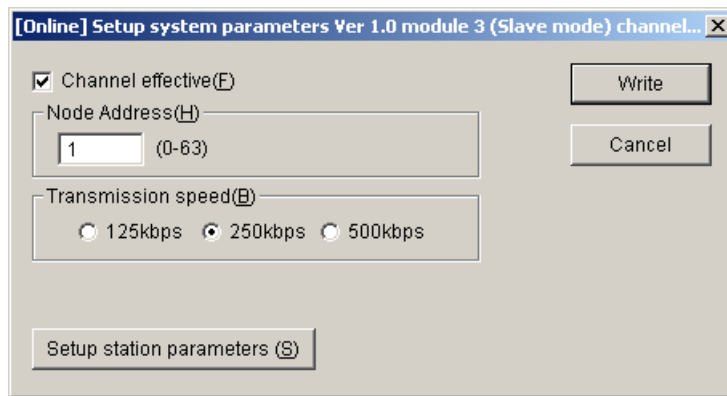 [Online] Setup system parameters Ver 1.0 module 3 (Slave mode) channel...
Channel effective(F)
Write
Node Address(H)
1 (0-63)
Cancel
Transmission speed(B)
125kbps 250kbps 500kbps
Setup station parameters (S)